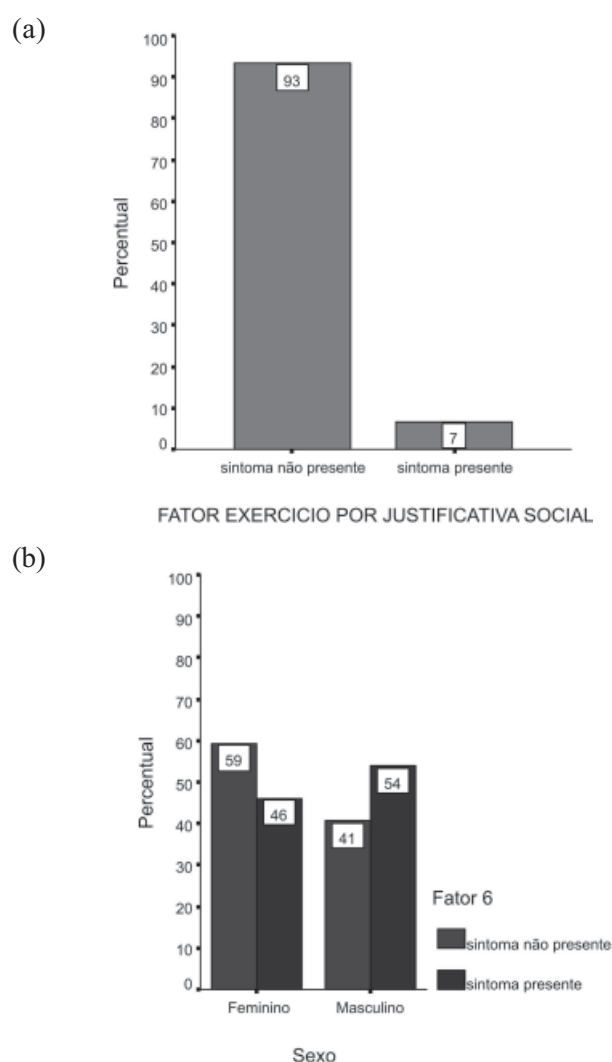 (a)
100
90
80
70
60
50
40
30
20
10
0
Percentual
93
7
sintoma não presente
sintoma presente
FATOR EXERCICIO POR JUSTIFICATIVA SOCIAL
(b)
100
90
80
70
60
50
40
30
20
10
0
Percentual
59
46
41
54
Feminino
Masculino
Sexo
Fator 6
sintoma não presente
sintoma presente